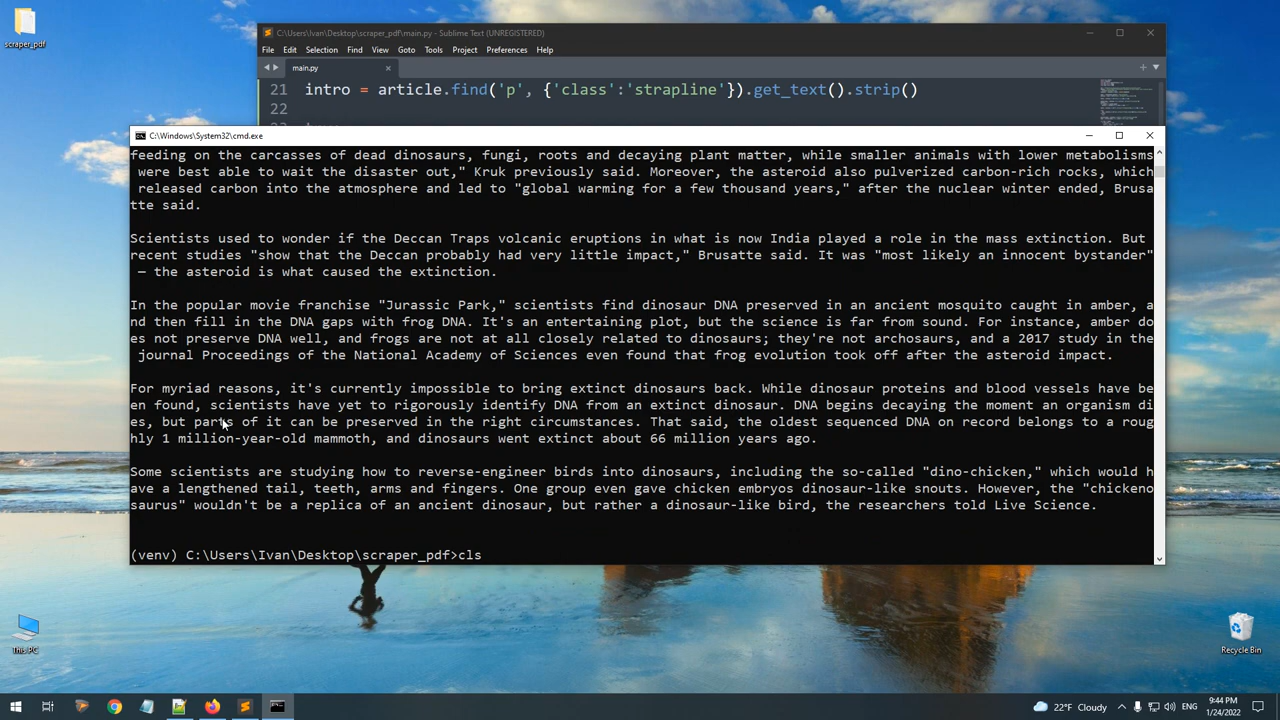 scraper_pdf
C:\Users\Ivan\Desktop\scraper_pdf\main.py - Sublime Text (UNREGISTERED)
File Edit Selection Find View Goto Tools Project Preferences Help
main.py
21 intro = article.find('p', {'class':'strapline'}).get_text().strip()
22
C:\Windows\System32\cmd.exe
feeding on the carcasses of dead dinosaurs, fungi, roots and decaying plant matter, while smaller animals with lower metabolisms
were best able to wait the disaster out," Kruk previously said. Moreover, the asteroid also pulverized carbon-rich rocks, which
released carbon into the atmosphere and led to "global warming for a few thousand years," after the nuclear winter ended, Brusa
tte said.
Scientists used to wonder if the Deccan Traps volcanic eruptions in what is now India played a role in the mass extinction. But
recent studies "show that the Deccan probably had very little impact," Brusatte said. It was "most likely an innocent bystander"
— the asteroid is what caused the extinction.
In the popular movie franchise "Jurassic Park," scientists find dinosaur DNA preserved in an ancient mosquito caught in amber, a
nd then fill in the DNA gaps with frog DNA. It's an entertaining plot, but the science is far from sound. For instance, amber do
es not preserve DNA well, and frogs are not at all closely related to dinosaurs; they're not archosaurs, and a 2017 study in the
journal Proceedings of the National Academy of Sciences even found that frog evolution took off after the asteroid impact.
For myriad reasons, it's currently impossible to bring extinct dinosaurs back. While dinosaur proteins and blood vessels have be
en found, scientists have yet to rigorously identify DNA from an extinct dinosaur. DNA begins decaying the moment an organism di
es, but parts of it can be preserved in the right circumstances. That said, the oldest sequenced DNA on record belongs to a roug
hly 1 million-year-old mammoth, and dinosaurs went extinct about 66 million years ago.
Some scientists are studying how to reverse-engineer birds into dinosaurs, including the so-called "dino-chicken," which would h
ave a lengthened tail, teeth, arms and fingers. One group even gave chicken embryos dinosaur-like snouts. However, the "chickeno
saurus" wouldn't be a replica of an ancient dinosaur, but rather a dinosaur-like bird, the researchers told Live Science.
(venv) C:\Users\Ivan\Desktop\scraper_pdf>cls
This PC
Recycle Bin
22°F Cloudy
ENG
9:44 PM
1/24/2022